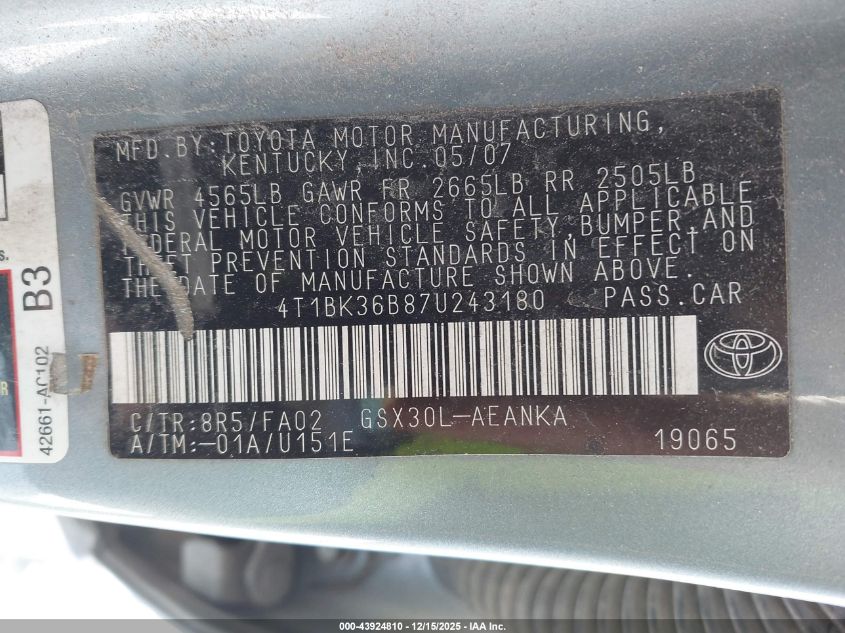 MFD.BY:TOYOTA MOTOR MANUFACTURING,
KENTUCKY,INC.05/07
GVWR 4565LB GAWR FR 2665LB RR 2505LB
THIS VEHICLE CONFORMS TO ALL APPLICABLE
FEDERAL MOTOR VEHICLE SAFETY,BUMPER,AND
THEFT PREVENTION STANDARDS IN EFFECT ON
THE DATE OF MANUFACTURE SHOWN ABOVE.
4T1BK36B87U243180 PASS.CAR
C/TR:8R5/FA02 GSX30L-AEANKA
A/TM:-01A/U151E 19065
B3
42661-AC102
000-43924810 - 12/15/2025 - IAA Inc.